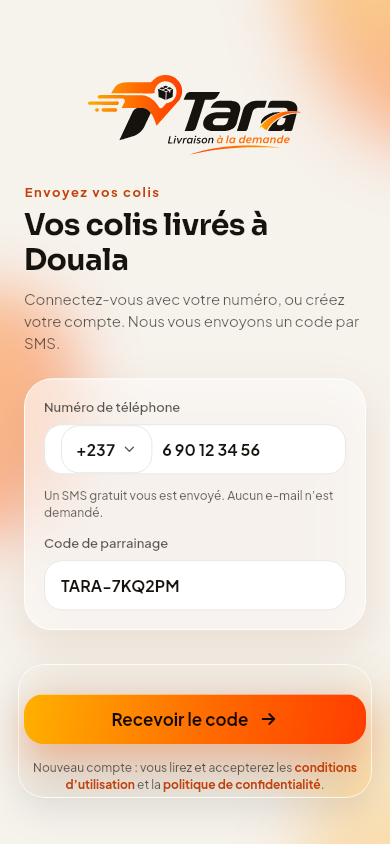 Tara
Livraison à la demande
Envoyez vos colis
Vos colis livrés à
Douala
Connectez-vous avec votre numéro, ou créez
votre compte. Nous vous envoyons un code par
SMS.
Numéro de téléphone
+237 6 90 12 34 56
Un SMS gratuit vous est envoyé. Aucun e-mail n'est
demandé.
Code de parrainage
TARA-7KQ2PM
Recevoir le code →
Nouveau compte : vous lirez et accepterez les conditions
d'utilisation et la politique de confidentialité.